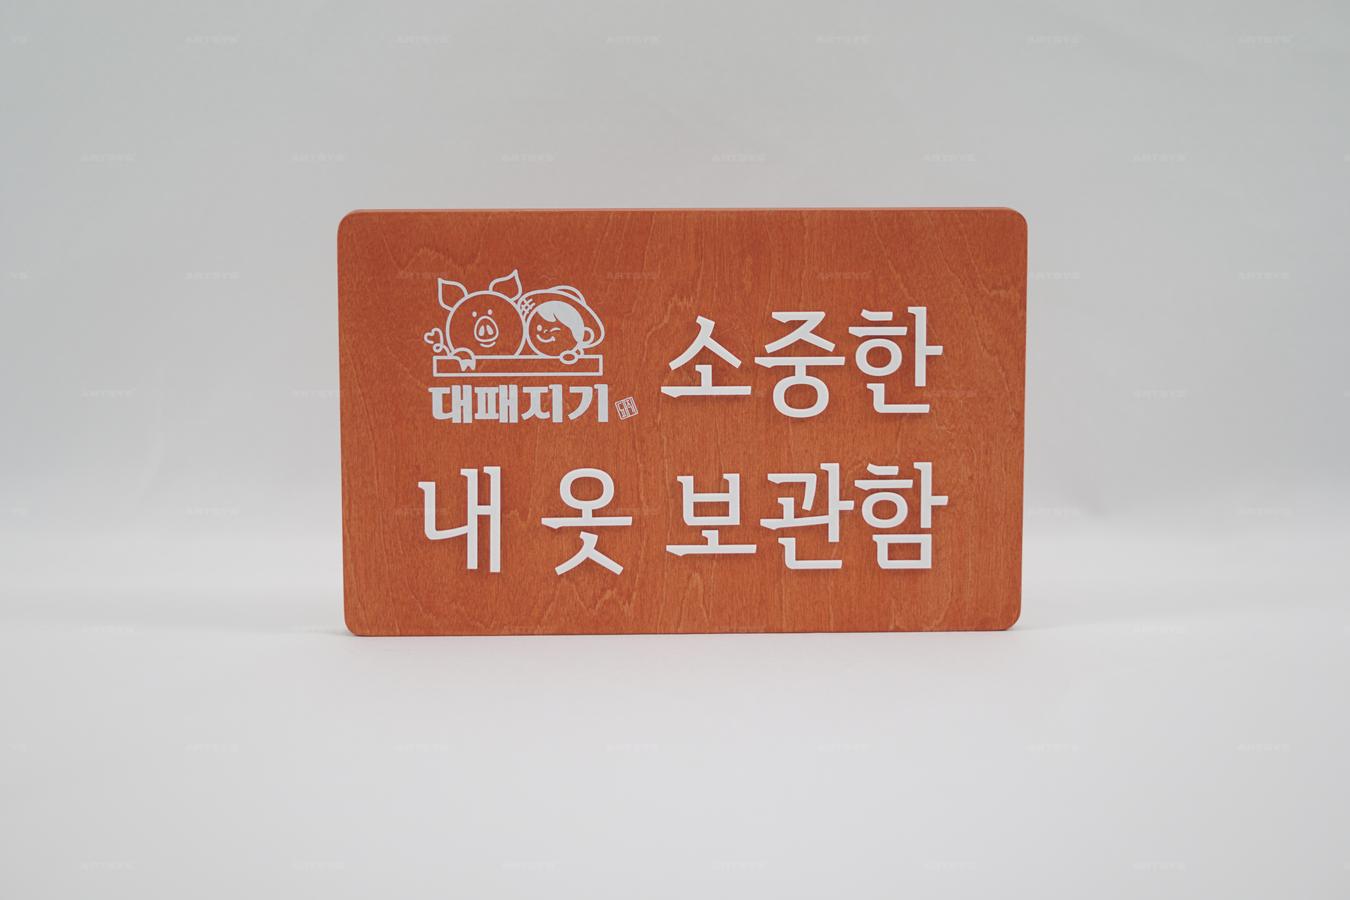 대패지기
소중한
내 옷 보관함